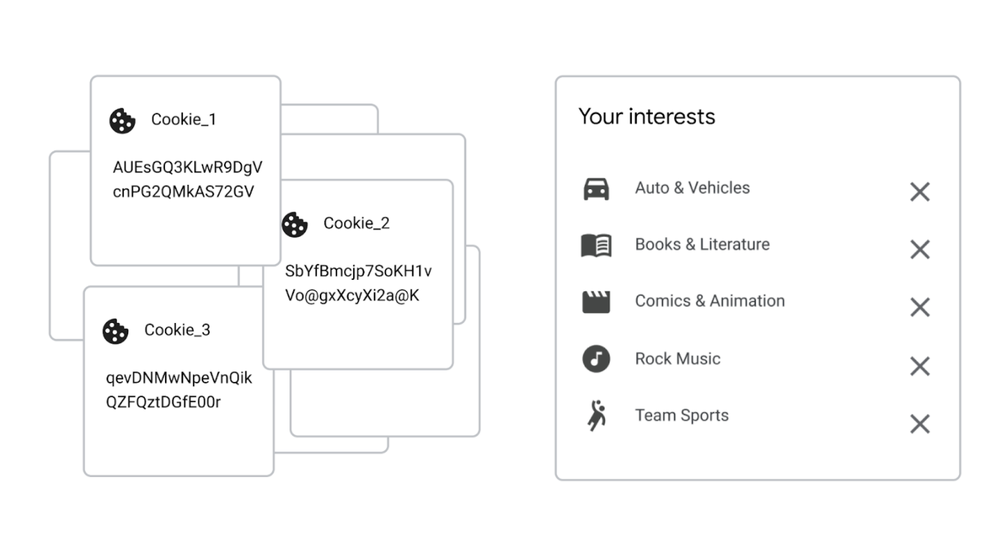 Cookie_1
AUEsGQ3KLwR9DgV
cnPG2QMkAS72GV
Cookie_2
SbYfBmcjp7SoKH1v
Vo@gxXcyXi2a@K
Cookie_3
qevDNMwNpeVnQik
QZFQztDGfE00r
Your interests
Auto & Vehicles
Books & Literature
Comics & Animation
Rock Music
Team Sports